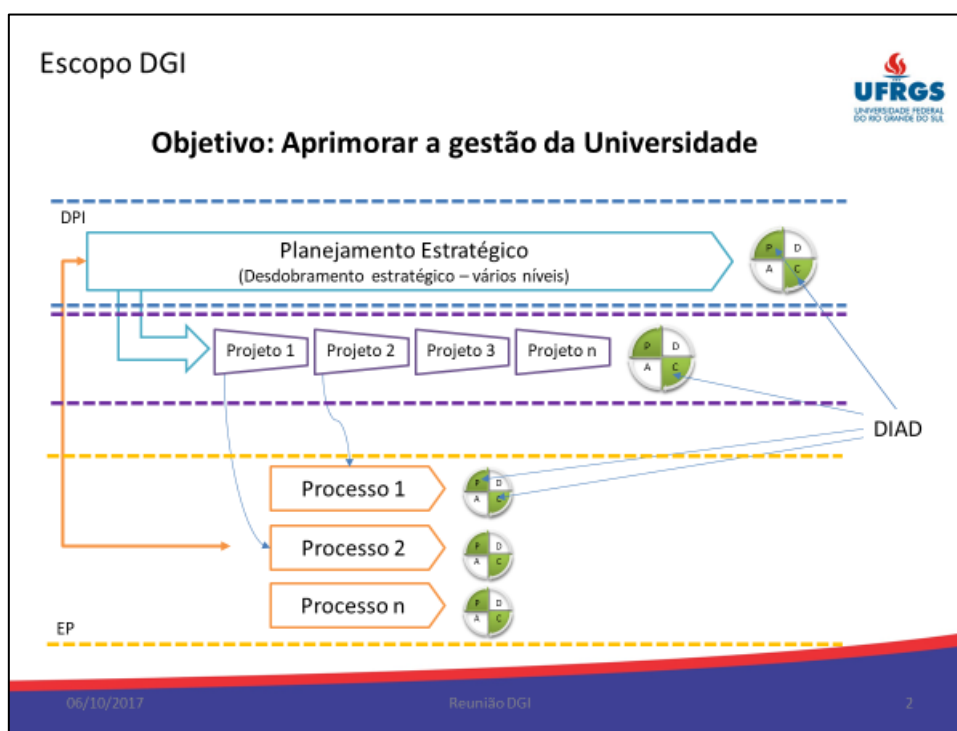 Escopo DGI
UFRGS
UNIVERSIDADE FEDERAL
DO RIO GRANDE DO SUL
Objetivo: Aprimorar a gestão da Universidade
DPI
Planejamento Estratégico
(Desdobramento estratégico – vários níveis)
P D
A C
Projeto 1 Projeto 2 Projeto 3 Projeto n
P D
A C
DIAD
Processo 1
P D
A C
Processo 2
P D
A C
Processo n
P D
A C
EP
06/10/2017 Reunião DGI 2